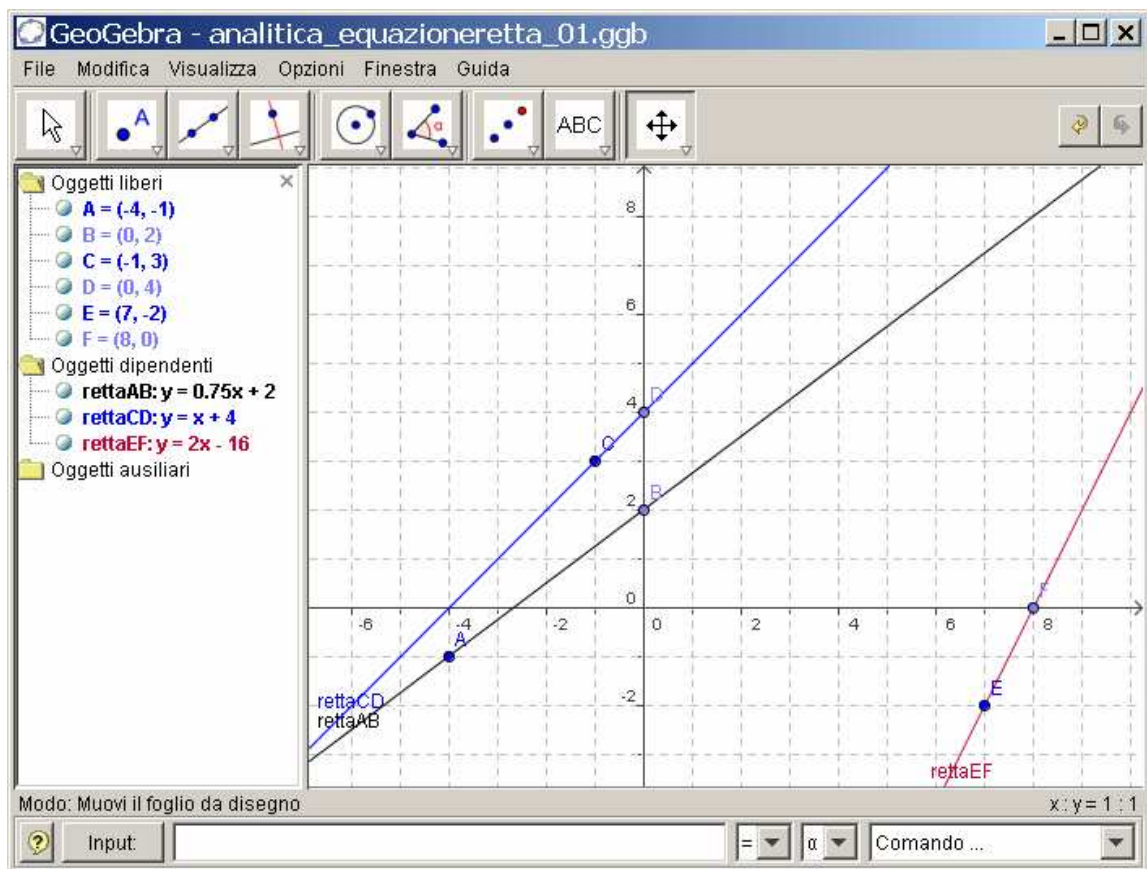 GeoGebra - analitica_equazioneretta_01.ggb
File Modifica Visualizza Opzioni Finestra Guida
A α ABC
Oggetti liberi
A = (-4, -1)
B = (0, 2)
C = (-1, 3)
D = (0, 4)
E = (7, -2)
F = (8, 0)
Oggetti dipendenti
rettaAB: y = 0.75x + 2
rettaCD: y = x + 4
rettaEF: y = 2x - 16
Oggetti ausiliari
8
6
4 D
C
2 B
0
-6 -4 -2 0 2 4 6 8
F
A
-2
E
rettaCD
rettaAB
rettaEF
Modo: Muovi il foglio da disegno x : y = 1 : 1
? Input: = α Comando ...